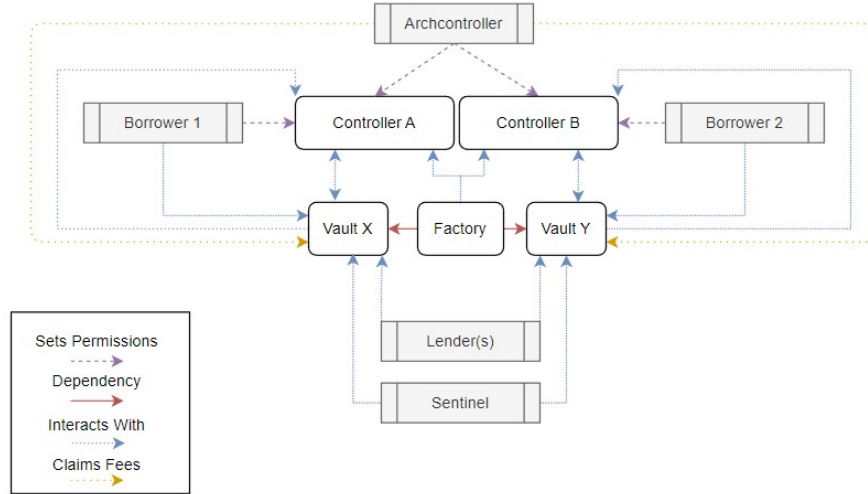 Archcontroller
Borrower 1
Controller A
Controller B
Borrower 2
Vault X
Factory
Vault Y
Lender(s)
Sentinel
Sets Permissions
Dependency
Interacts With
Claims Fees